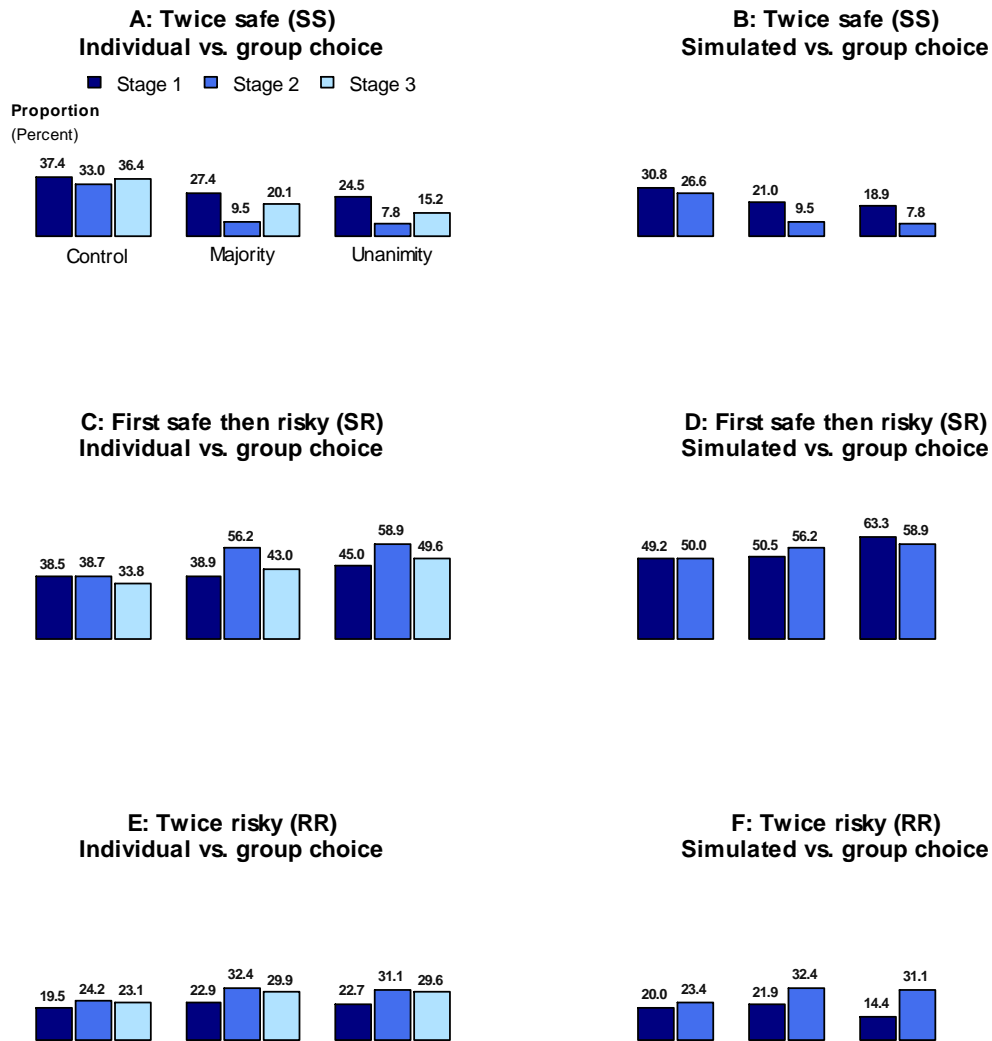 A: Twice safe (SS)
Individual vs. group choice
Stage 1 Stage 2 Stage 3
Proportion
(Percent)
37.4 33.0 36.4 27.4 9.5 20.1 24.5 7.8 15.2
Control Majority Unanimity
B: Twice safe (SS)
Simulated vs. group choice
30.8 26.6 21.0 9.5 18.9 7.8
C: First safe then risky (SR)
Individual vs. group choice
38.5 38.7 33.8 38.9 56.2 43.0 45.0 58.9 49.6
D: First safe then risky (SR)
Simulated vs. group choice
49.2 50.0 50.5 56.2 63.3 58.9
E: Twice risky (RR)
Individual vs. group choice
19.5 24.2 23.1 22.9 32.4 29.9 22.7 31.1 29.6
F: Twice risky (RR)
Simulated vs. group choice
20.0 23.4 21.9 32.4 14.4 31.1